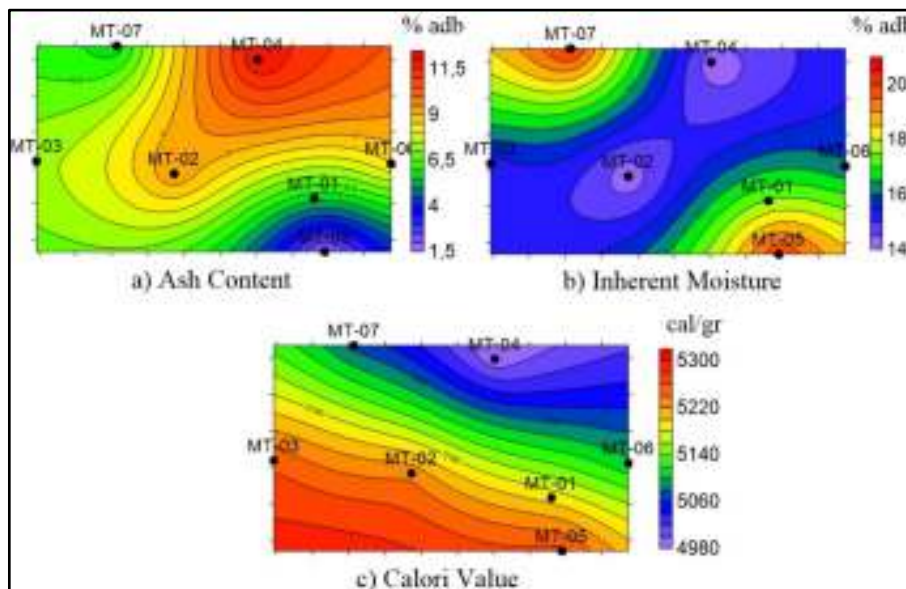 % adb
MT-07
MT-04
11,5
9
MT-03
MT-02
6,5
MT-01
4
1,5
a) Ash Content
% adb
MT-07
MT-04
20
18
MT-02
MT-06
17
MT-01
16
MT-05
14
b) Inherent Moisture
cal/gr
MT-07
MT-04
5300
5220
MT-03
MT-02
5140
MT-06
MT-01
5060
MT-05
4980
c) Calori Value